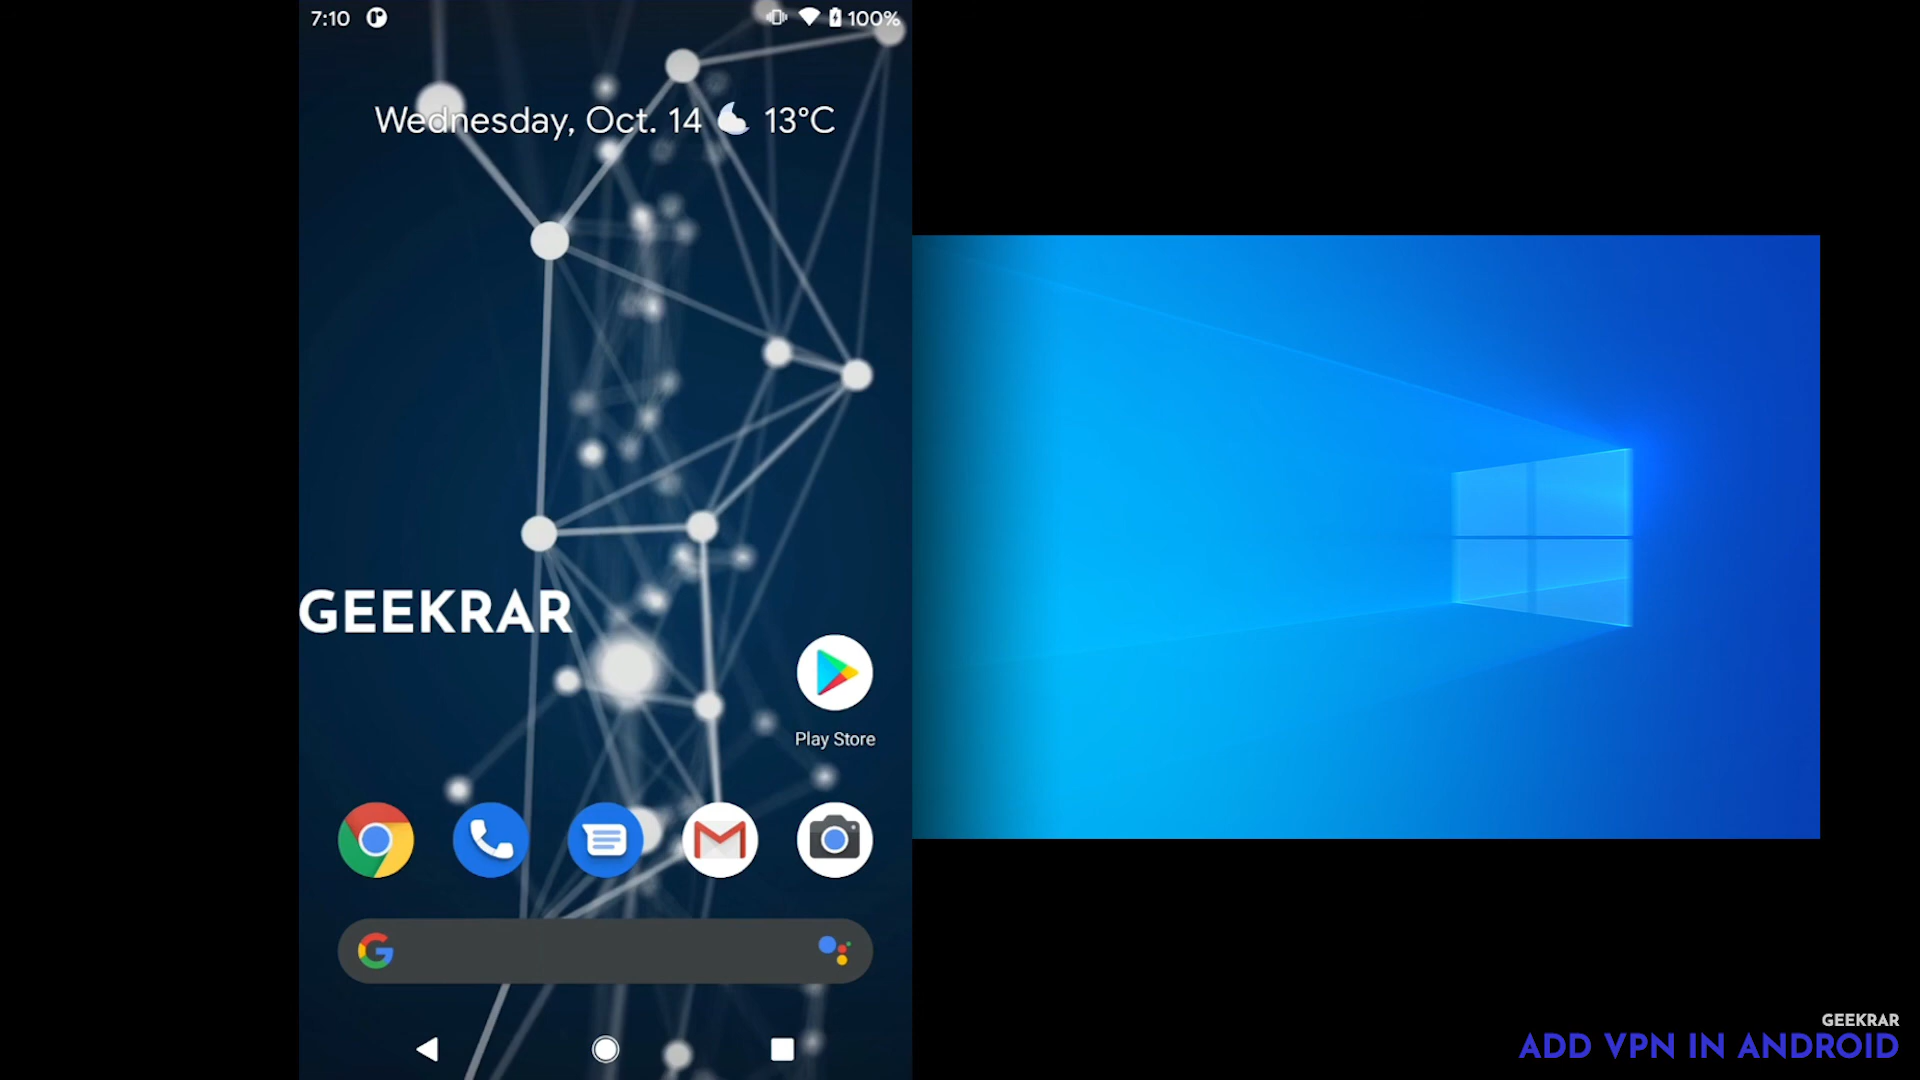 7:10 100%
Wednesday, Oct. 14 13°C
GEEKRAR
Play Store
GEEKRAR
ADD VPN IN ANDROID